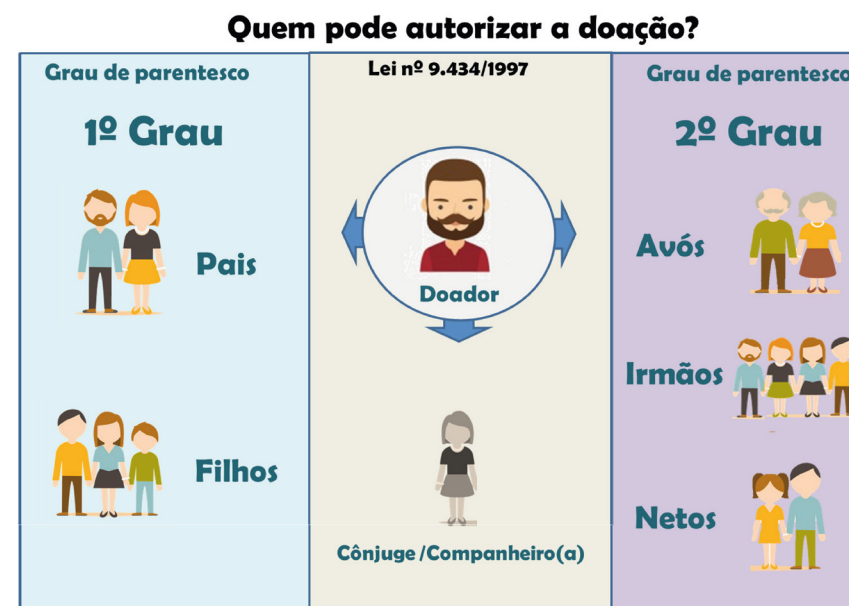 Quem pode autorizar a doação?
Grau de parentesco
1º Grau
Pais
Filhos
Lei nº 9.434/1997
Doador
Cônjuge/Companheiro(a)
Grau de parentesco
2º Grau
Avós
Irmãos
Netos